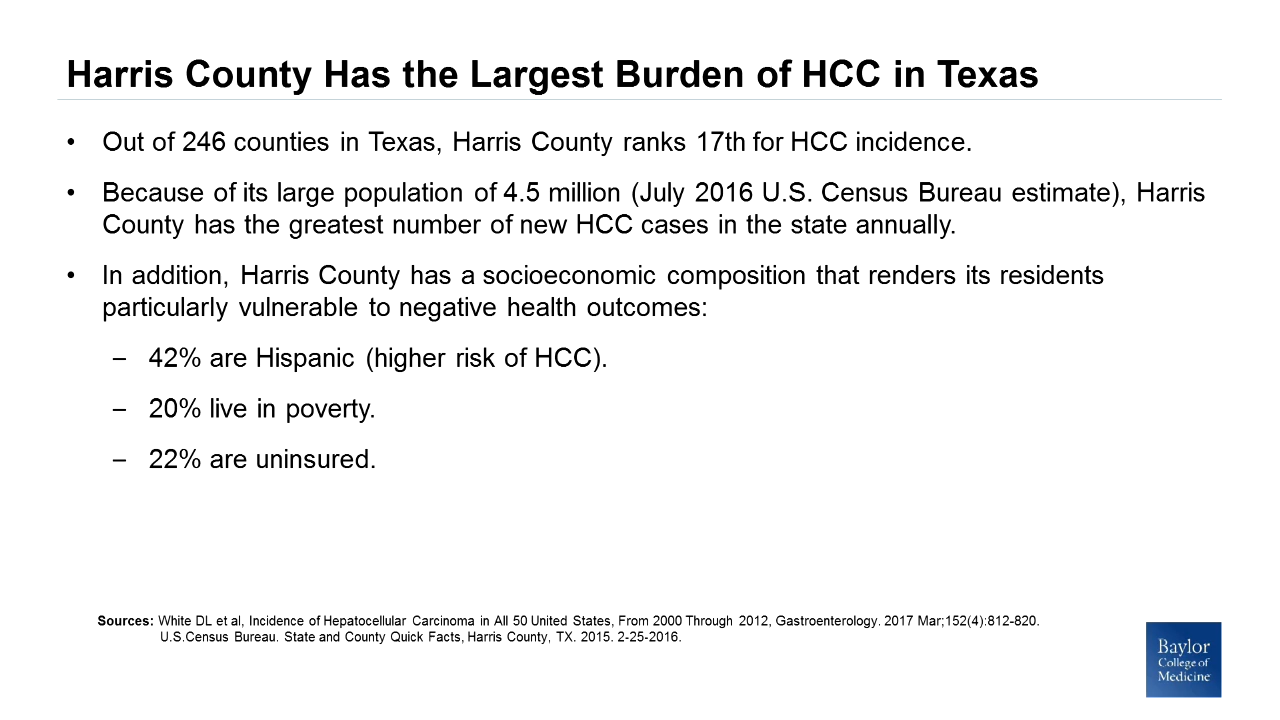 Harris County Has the Largest Burden of HCC in Texas
• Out of 246 counties in Texas, Harris County ranks 17th for HCC incidence.
• Because of its large population of 4.5 million (July 2016 U.S. Census Bureau estimate), Harris
County has the greatest number of new HCC cases in the state annually.
• In addition, Harris County has a socioeconomic composition that renders its residents
particularly vulnerable to negative health outcomes:
– 42% are Hispanic (higher risk of HCC).
– 20% live in poverty.
– 22% are uninsured.
Sources: White DL et al, Incidence of Hepatocellular Carcinoma in All 50 United States, From 2000 Through 2012, Gastroenterology. 2017 Mar;152(4):812-820.
U.S.Census Bureau. State and County Quick Facts, Harris County, TX. 2015. 2-25-2016.
Baylor
College of
Medicine